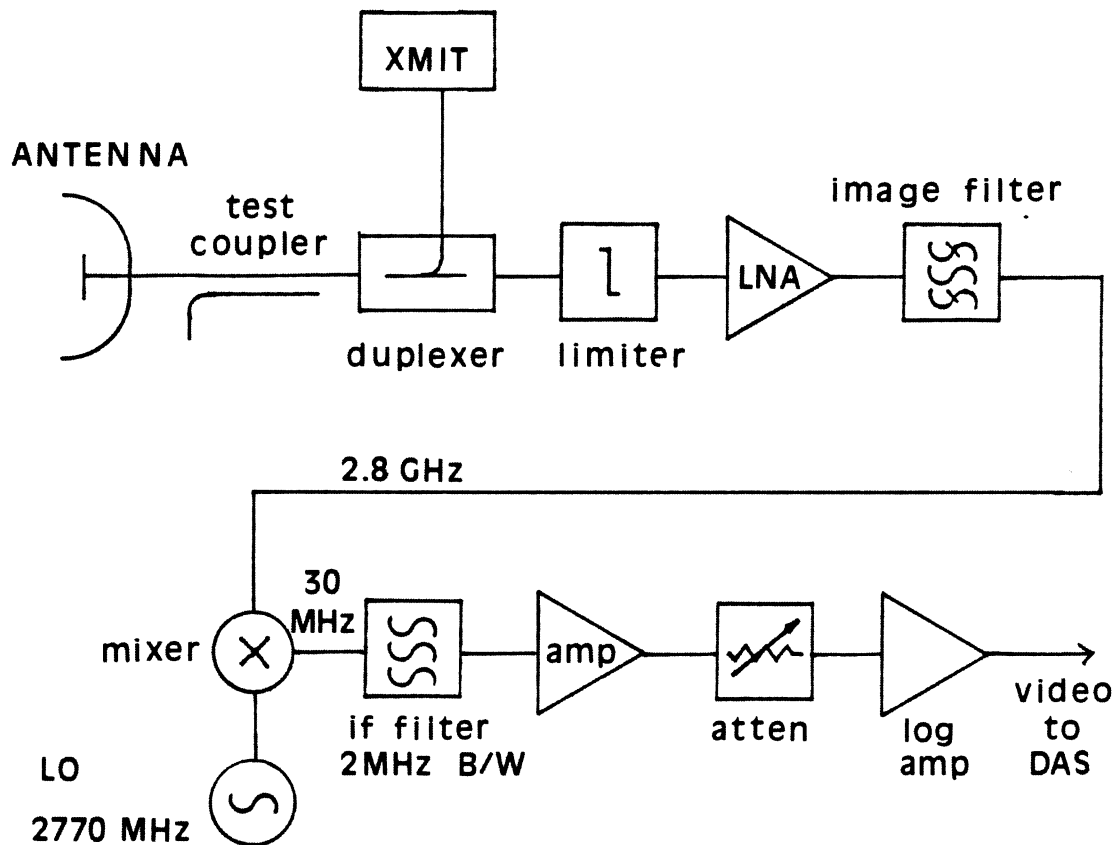 XMIT
ANTENNA
test
coupler
duplexer
limiter
LNA
image filter
2.8 GHz
mixer
30
MHz
LO
2770 MHz
if filter
2MHz B/W
amp
atten
log
amp
video
to
DAS